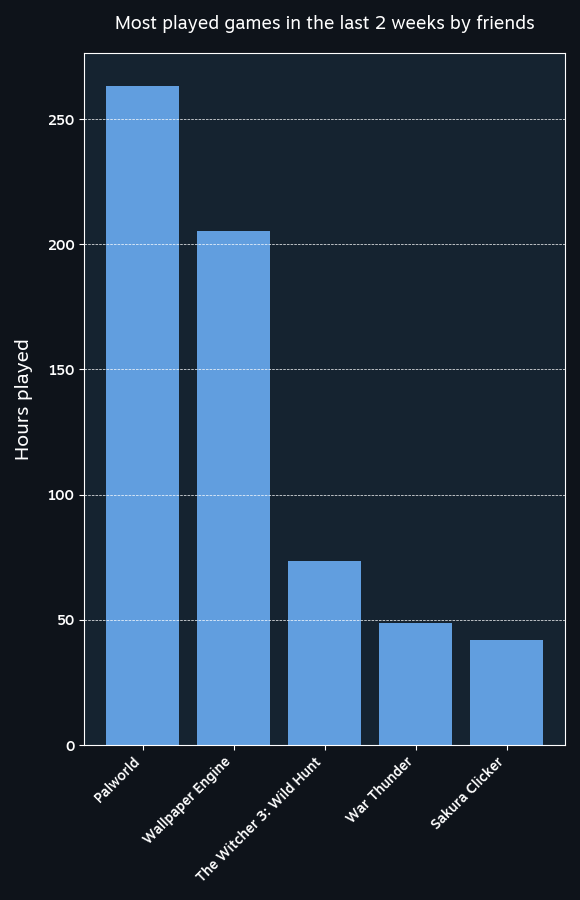 Most played games in the last 2 weeks by friends
Hours played
250
200
150
100
50
0
Palworld
Wallpaper Engine
The Witcher 3: Wild Hunt
War Thunder
Sakura Clicker